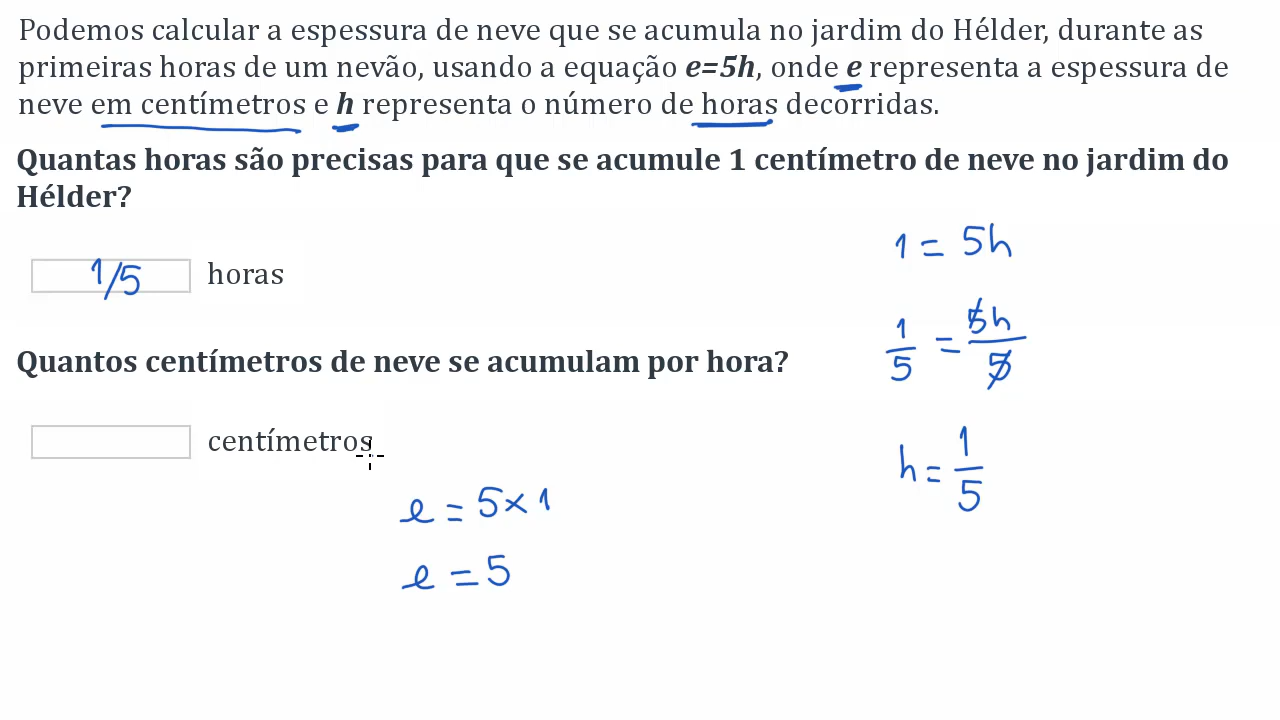 Podemos calcular a espessura de neve que se acumula no jardim do Hélder, durante as
primeiras horas de um nevão, usando a equação e=5h, onde e representa a espessura de
neve em centímetros e h representa o número de horas decorridas.
Quantas horas são precisas para que se acumule 1 centímetro de neve no jardim do
Hélder?
1 = 5h
1/5 horas
1/5 = 5h/5
Quantos centímetros de neve se acumulam por hora?
centímetros
h = 1/5
e = 5 × 1
e = 5